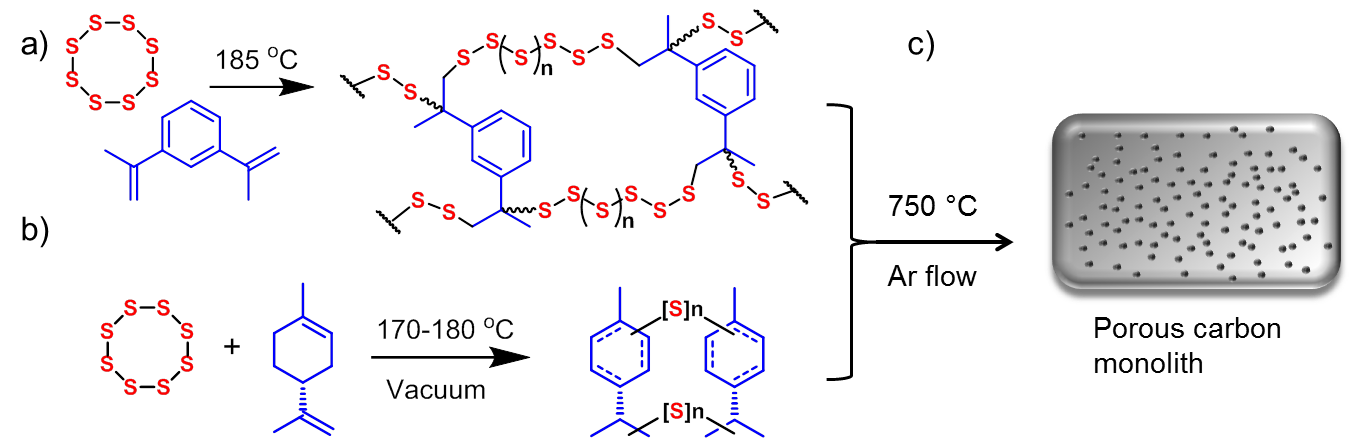 a)
S S S S S S S S
185 °C
S S (S)n S S S
S S
S S
S S
S S (S)n S S S
S S
b)
S S S S S S S S
+
170-180 °C
Vacuum
[S]n
[S]n
c)
750 °C
Ar flow
Porous carbon
monolith